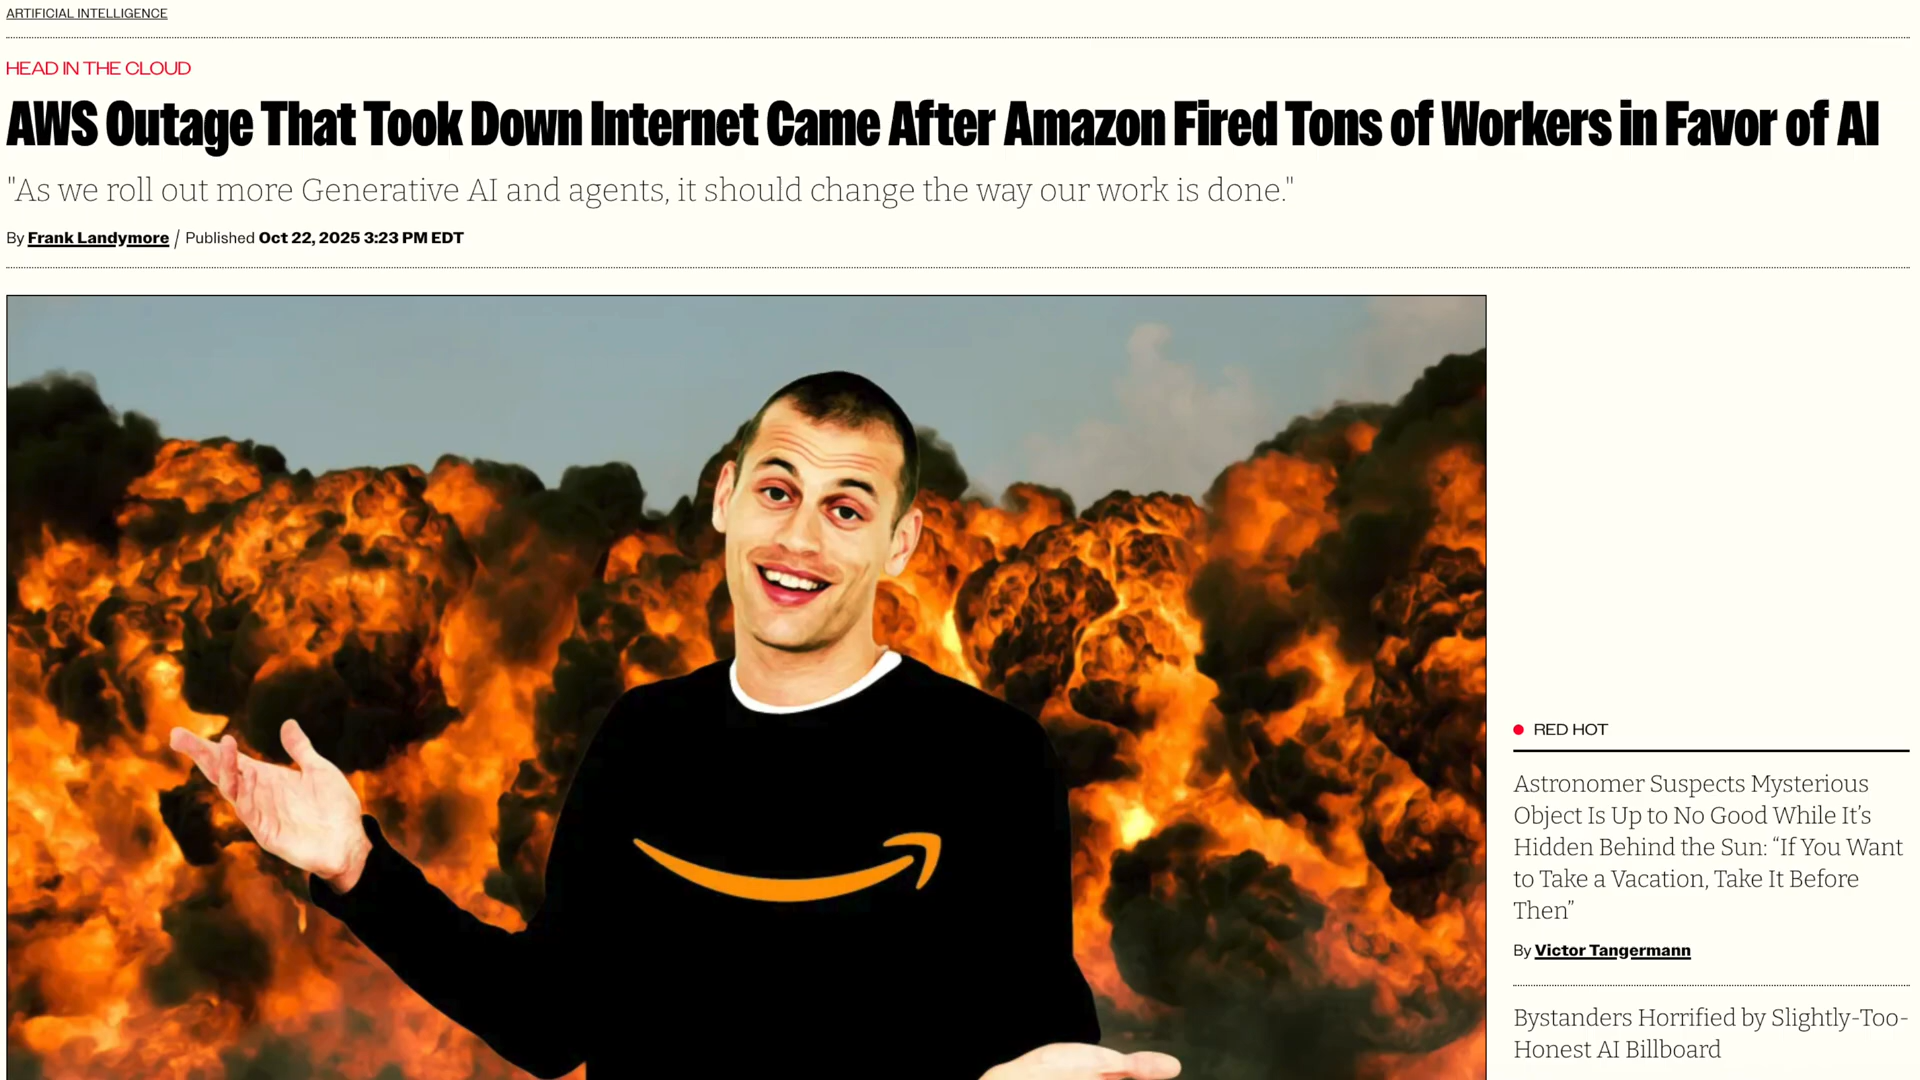 ARTIFICIAL INTELLIGENCE
HEAD IN THE CLOUD
AWS Outage That Took Down Internet Came After Amazon Fired Tons of Workers in Favor of AI
"As we roll out more Generative AI and agents, it should change the way our work is done."
By Frank Landymore / Published Oct 22, 2025 3:23 PM EDT
RED HOT
Astronomer Suspects Mysterious
Object Is Up to No Good While It’s
Hidden Behind the Sun: “If You Want
to Take a Vacation, Take It Before
Then”
By Victor Tangermann
Bystanders Horrified by Slightly-Too-
Honest AI Billboard